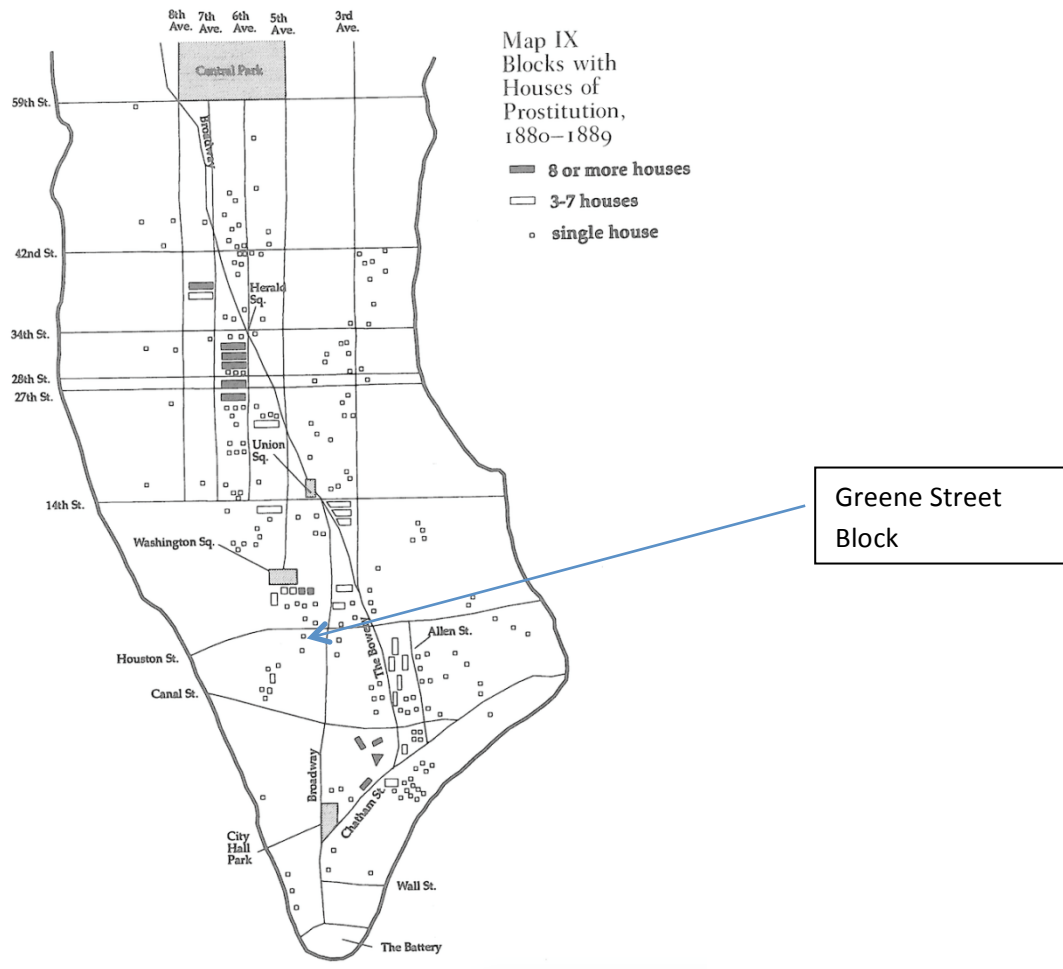 8th
Ave.
7th
Ave.
6th
Ave.
5th
Ave.
3rd
Ave.
Map IX
Blocks with
Houses of
Prostitution,
1880–1889
8 or more houses
3-7 houses
single house
Central Park
59th St.
Broadway
42nd St.
Herald
Sq.
34th St.
28th St.
27th St.
Union
Sq.
14th St.
Greene Street
Block
Washington Sq.
The Bowery
Allen St.
Houston St.
Canal St.
Broadway
Chatham St.
City
Hall
Park
Wall St.
The Battery